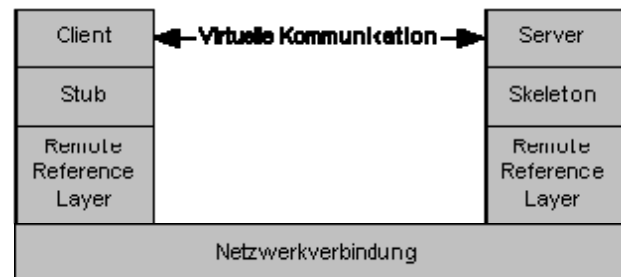 Client
Virtuelle Kommunikation
Server
Stub
Skeleton
Remote
Reference
Layer
Remote
Reference
Layer
Netzwerkverbindung